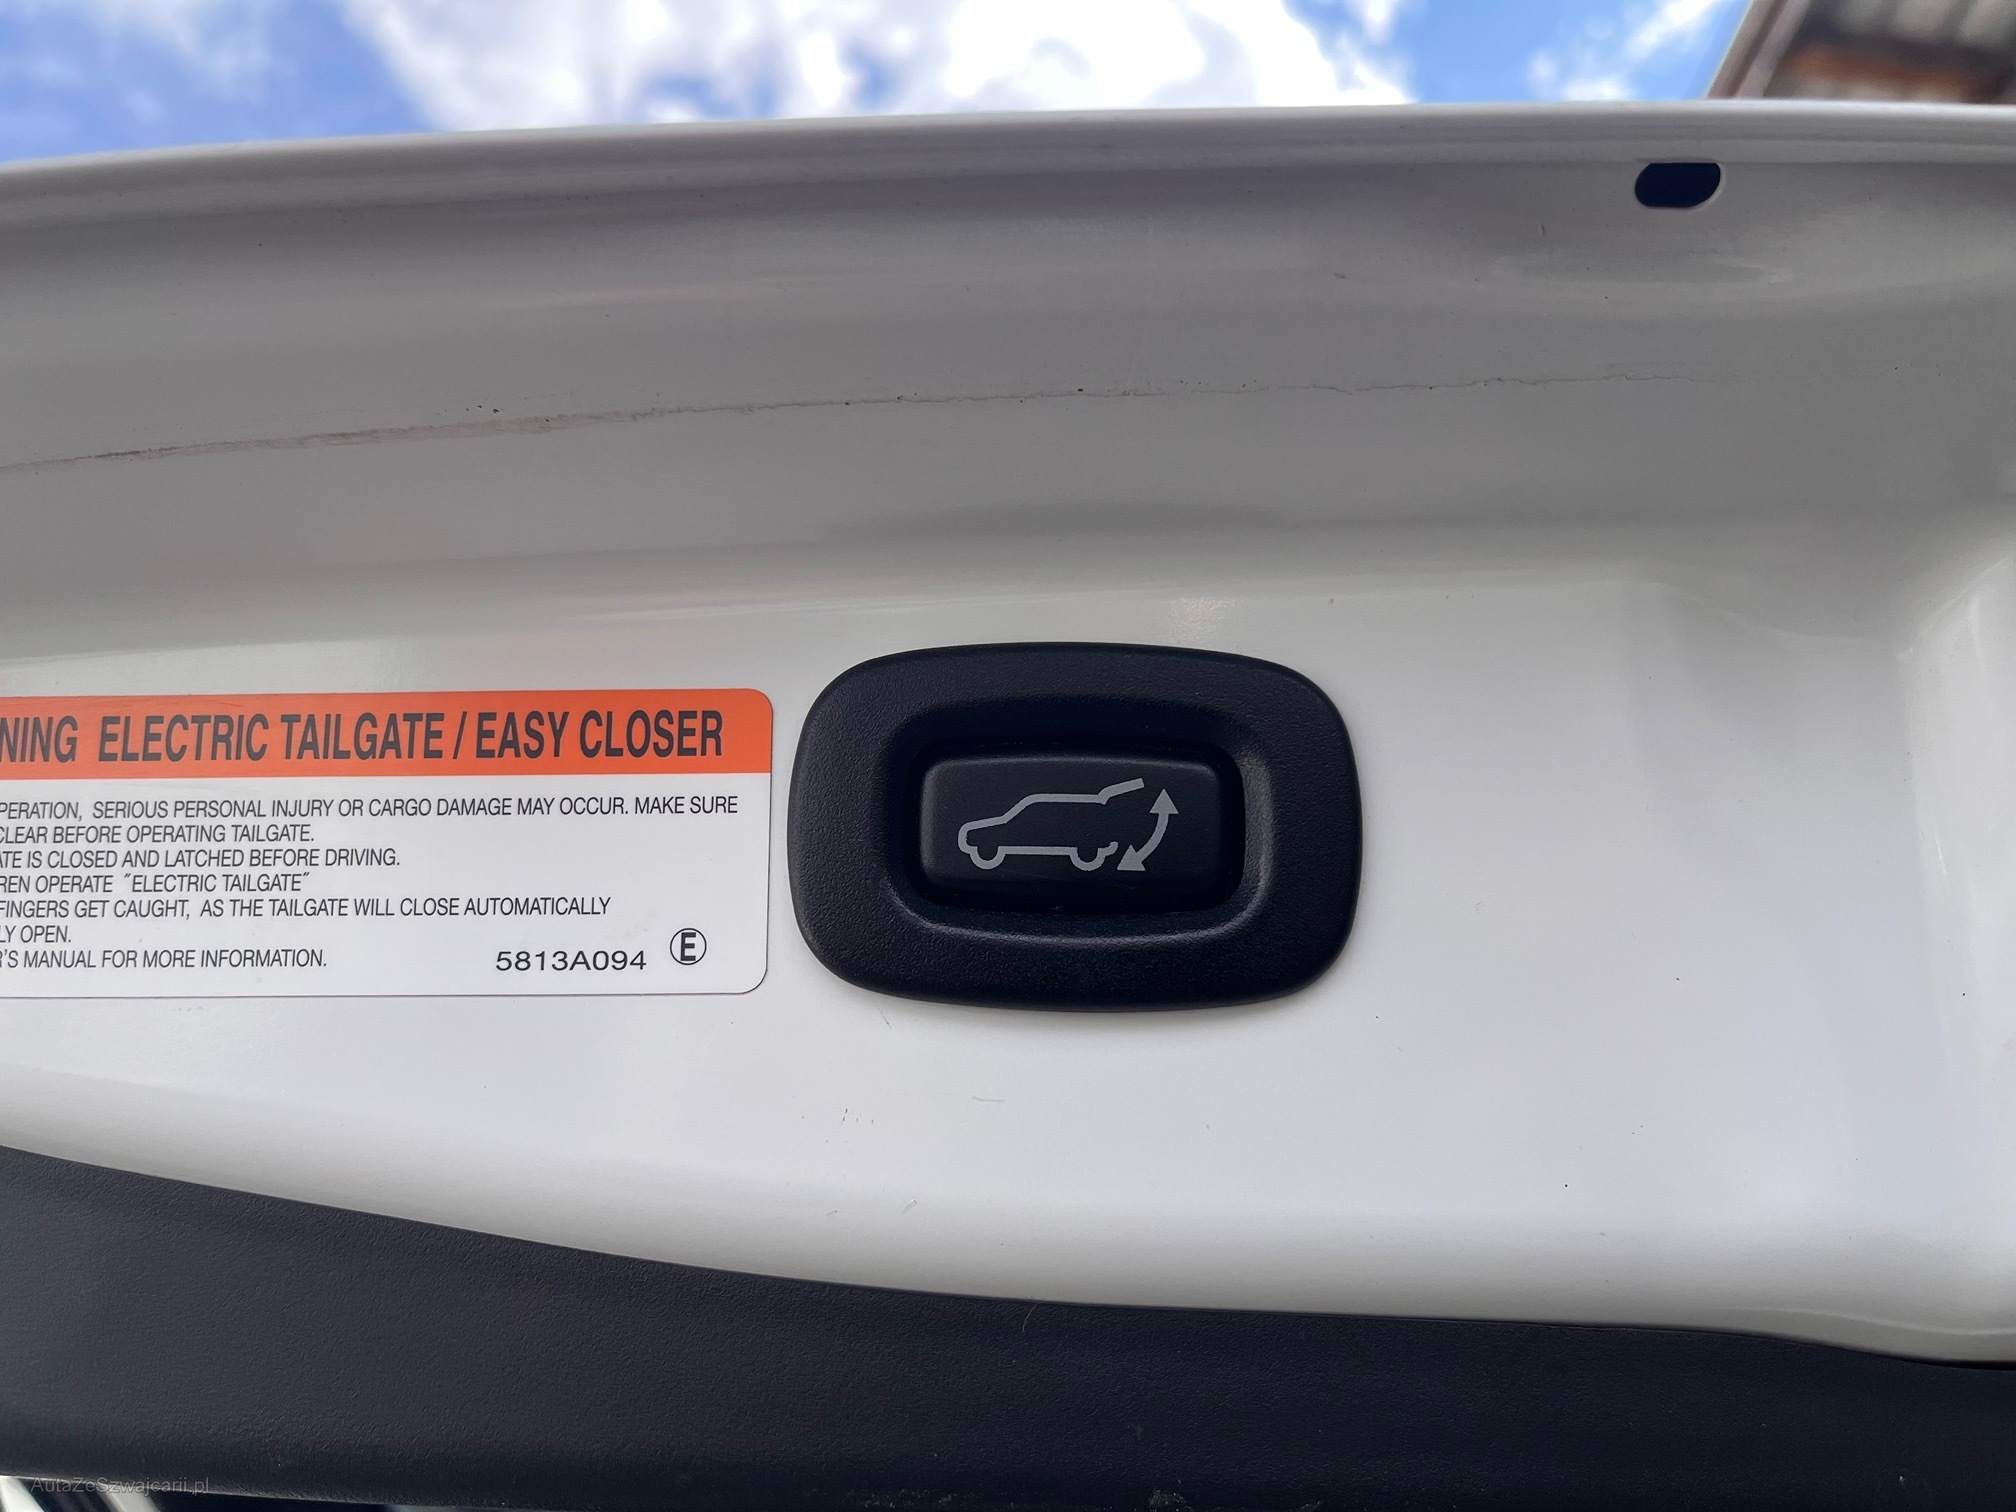 NING ELECTRIC TAILGATE / EASY CLOSER
PERATION, SERIOUS PERSONAL INJURY OR CARGO DAMAGE MAY OCCUR. MAKE SURE
CLEAR BEFORE OPERATING TAILGATE.
ATE IS CLOSED AND LATCHED BEFORE DRIVING.
REN OPERATE "ELECTRIC TAILGATE"
FINGERS GET CAUGHT, AS THE TAILGATE WILL CLOSE AUTOMATICALLY
LY OPEN.
R'S MANUAL FOR MORE INFORMATION.
5813A094 E
AutaZeSzwajcarii.pl